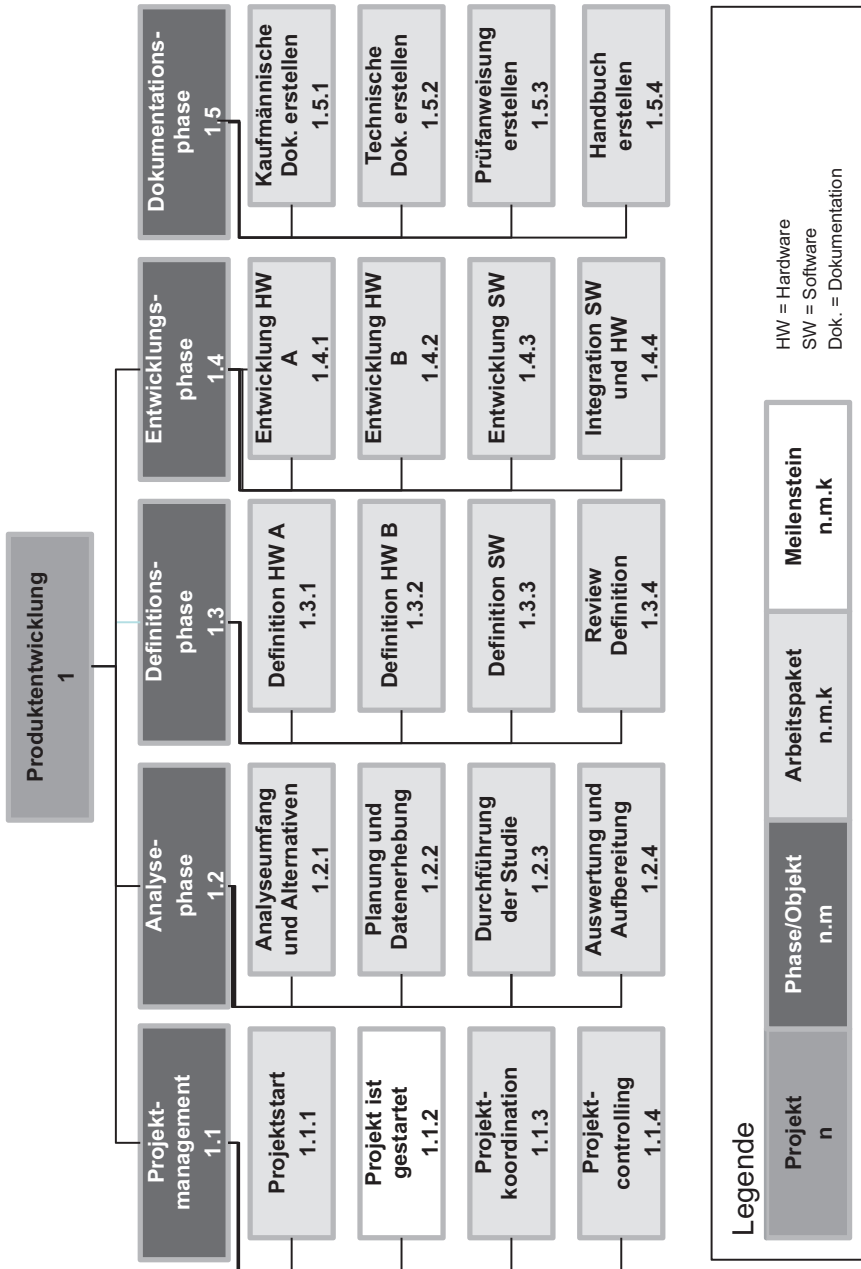 Produktentwicklung
1
Projekt-
management
1.1
Projektstart
1.1.1
Projekt ist
gestartet
1.1.2
Projekt-
koordination
1.1.3
Projekt-
controlling
1.1.4
Analyse-
phase
1.2
Analyseumfang
und Alternativen
1.2.1
Planung und
Datenerhebung
1.2.2
Durchführung
der Studie
1.2.3
Auswertung und
Aufbereitung
1.2.4
Definitions-
phase
1.3
Definition HW A
1.3.1
Definition HW B
1.3.2
Definition SW
1.3.3
Review
Definition
1.3.4
Entwicklungs-
phase
1.4
Entwicklung HW
A
1.4.1
Entwicklung HW
B
1.4.2
Entwicklung SW
1.4.3
Integration SW
und HW
1.4.4
Dokumentations-
phase
1.5
Kaufmännische
Dok. erstellen
1.5.1
Technische
Dok. erstellen
1.5.2
Prüfanweisung
erstellen
1.5.3
Handbuch
erstellen
1.5.4
Legende
Projekt
n
Phase/Objekt
n.m
Arbeitspaket
n.m.k
Meilenstein
n.m.k
HW = Hardware
SW = Software
Dok. = Dokumentation